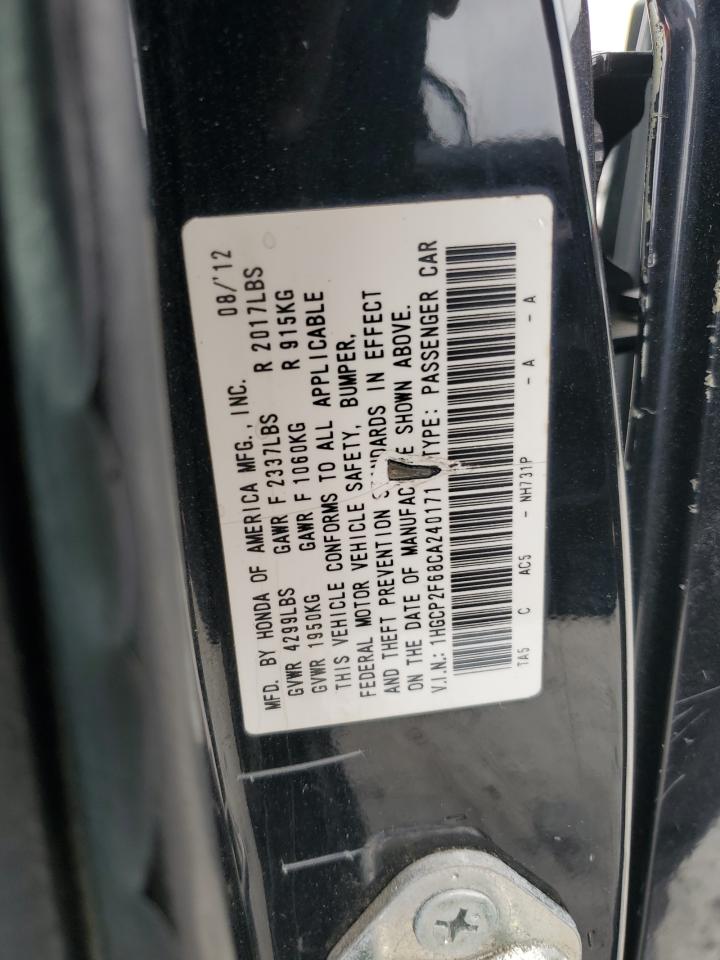 MFD. BY HONDA OF AMERICA MFG., INC. 08/'12
GVWR 4299LBS GAWR F 2337LBS R 2017LBS
GVWR 1950KG GAWR F 1060KG R 915KG
THIS VEHICLE CONFORMS TO ALL APPLICABLE
FEDERAL MOTOR VEHICLE SAFETY, BUMPER,
AND THEFT PREVENTION STANDARDS IN EFFECT
ON THE DATE OF MANUFACTURE SHOWN ABOVE.
V.I.N.: 1HGCP2F68CA240171 TYPE: PASSENGER CAR
TA5 C AC5 - NH731P - A - A